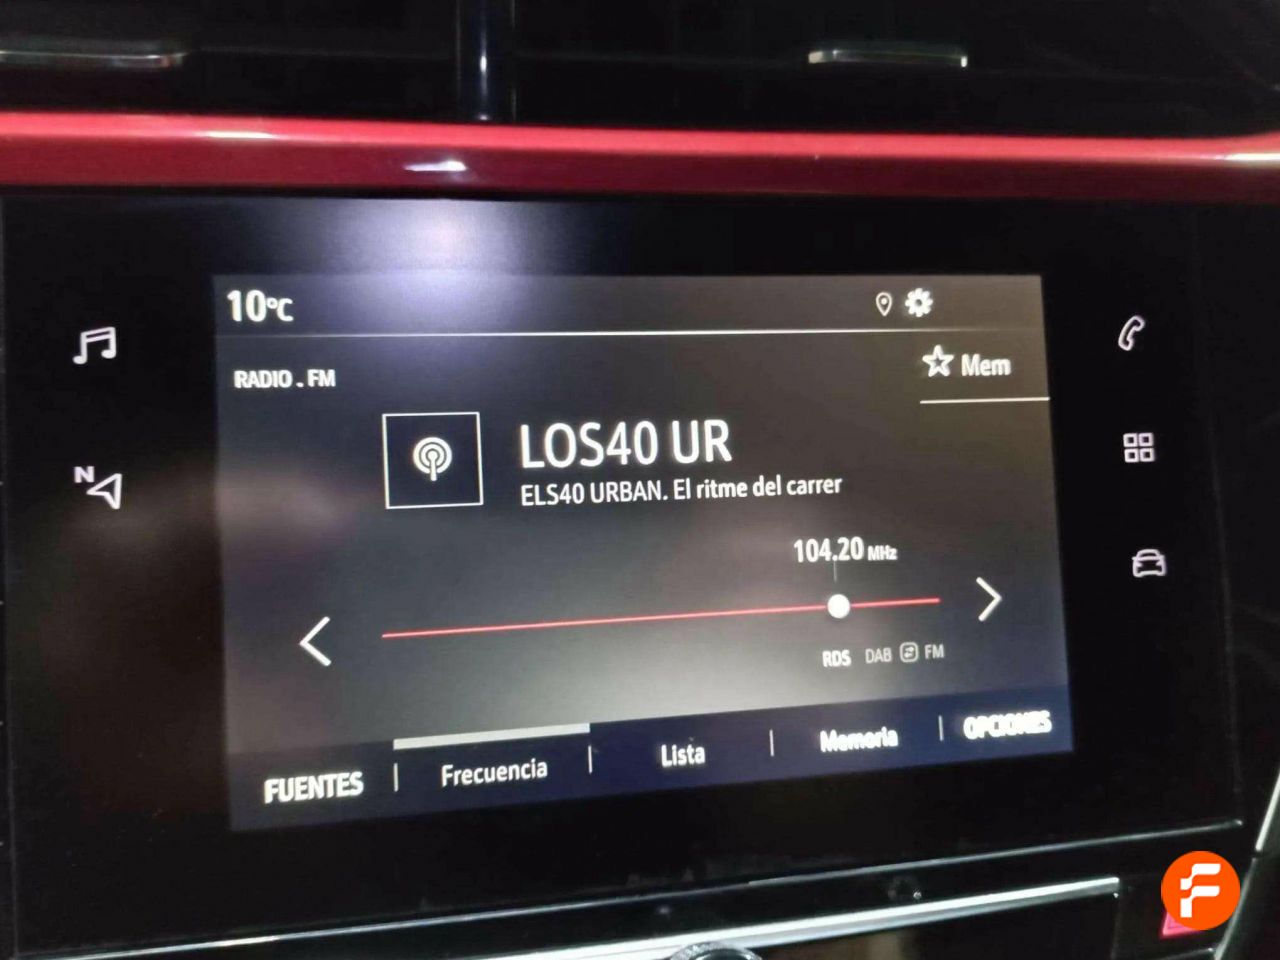 10°C
RADIO . FM
Mem
LOS40 UR
ELS40 URBAN. El ritme del carrer
104.20 MHz
RDS DAB FM
FUENTES | Frecuencia | Lista | Memoria | OPCIONES
N
F